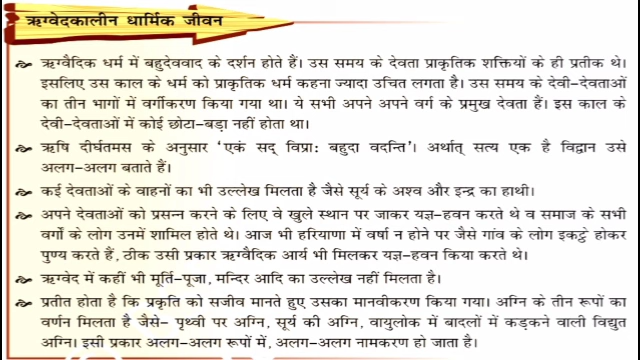 ऋग्वेदकालीन धार्मिक जीवन
ऋग्वैदिक धर्म में बहुदेववाद के दर्शन होते हैं। उस समय के देवता प्राकृतिक शक्तियों के ही प्रतीक थे।
इसलिए उस काल के धर्म को प्राकृतिक धर्म कहना ज्यादा उचित लगता है। उस समय के देवी-देवताओं
का तीन भागों में वर्गीकरण किया गया था। ये सभी अपने अपने वर्ग के प्रमुख देवता हैं। इस काल के
देवी-देवताओं में कोई छोटा-बड़ा नहीं होता था।
ऋषि दीर्घतमस के अनुसार ‘एकं सद् विप्रा: बहुदा वदन्ति’। अर्थात् सत्य एक है विद्वान उसे
अलग-अलग बताते हैं।
कई देवताओं के वाहनों का भी उल्लेख मिलता है जैसे सूर्य के अश्व और इन्द्र का हाथी।
अपने देवताओं को प्रसन्न करने के लिए वे खुले स्थान पर जाकर यज्ञ-हवन करते थे व समाज के सभी
वर्गों के लोग उनमें शामिल होते थे। आज भी हरियाणा में वर्षा न होने पर जैसे गांव के लोग इकट्ठे होकर
पुण्य करते हैं, ठीक उसी प्रकार ऋग्वैदिक आर्य भी मिलकर यज्ञ-हवन किया करते थे।
ऋग्वेद में कहीं भी मूर्ति-पूजा, मन्दिर आदि का उल्लेख नहीं मिलता है।
प्रतीत होता है कि प्रकृति को सजीव मानते हुए उसका मानवीकरण किया गया। अग्नि के तीन रूपों का
वर्णन मिलता है जैसे- पृथ्वी पर अग्नि, सूर्य की अग्नि, वायुलोक में बादलों में कड़कने वाली विद्युत
अग्नि। इसी प्रकार अलग-अलग रूपों में, अलग-अलग नामकरण हो जाता है।